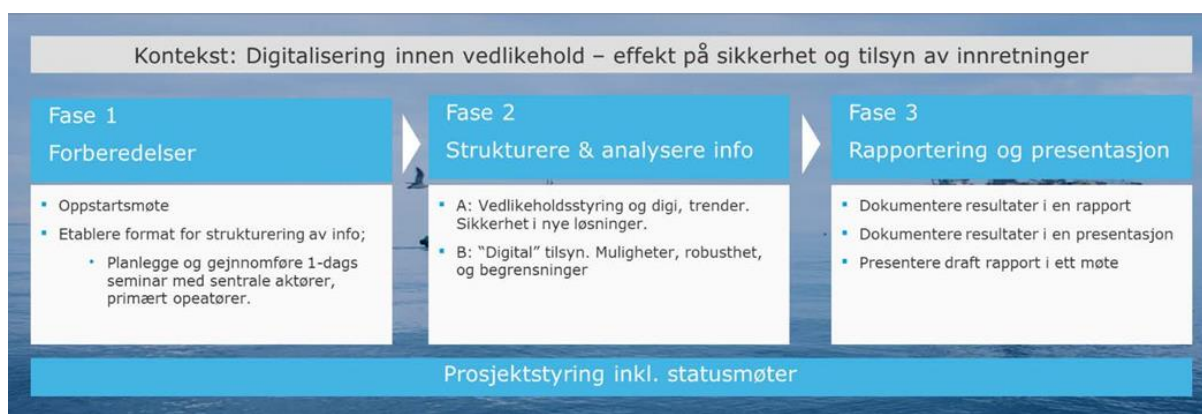 Kontekst: Digitalisering innen vedlikehold – effekt på sikkerhet og tilsyn av innretninger
Fase 1
Forberedelser
▪ Oppstartsmøte
▪ Etablere format for strukturering av info;
▪ Planlegge og gejnnomføre 1-dags
seminar med sentrale aktører,
primært opeatører.
Fase 2
Strukturere & analysere info
▪ A: Vedlikeholdsstyring og digi, trender.
Sikkerhet i nye løsninger.
▪ B: “Digital” tilsyn. Muligheter, robusthet,
og begrensninger
Fase 3
Rapportering og presentasjon
▪ Dokumentere resultater i en rapport
▪ Dokumentere resultater i en presentasjon
▪ Presentere draft rapport i ett møte
Prosjektstyring inkl. statusmøter